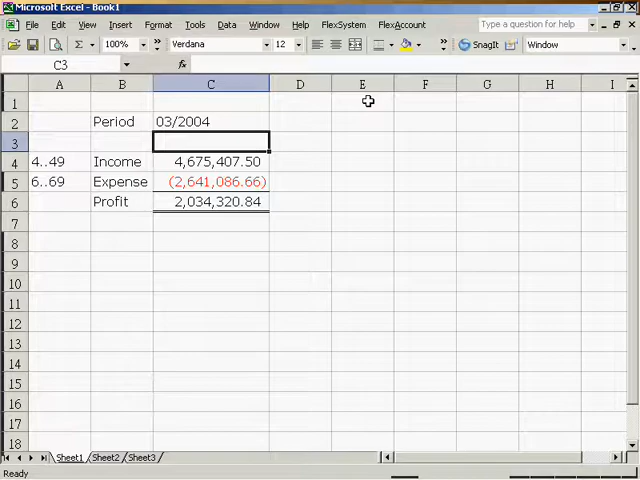 Microsoft Excel - Book1
File Edit View Insert Format Tools Data Window Help FlexSystem FlexAccount Type a question for help
Σ 100% » Verdana 12 » SnagIt Window
C3 fx
A B C D E F G H I
1
2 Period 03/2004
3
4 4..49 Income 4,675,407.50
5 6..69 Expense (2,641,086.66)
6 Profit 2,034,320.84
7
8
9
10
11
12
13
14
15
16
17
18
Sheet1 Sheet2 Sheet3
Ready